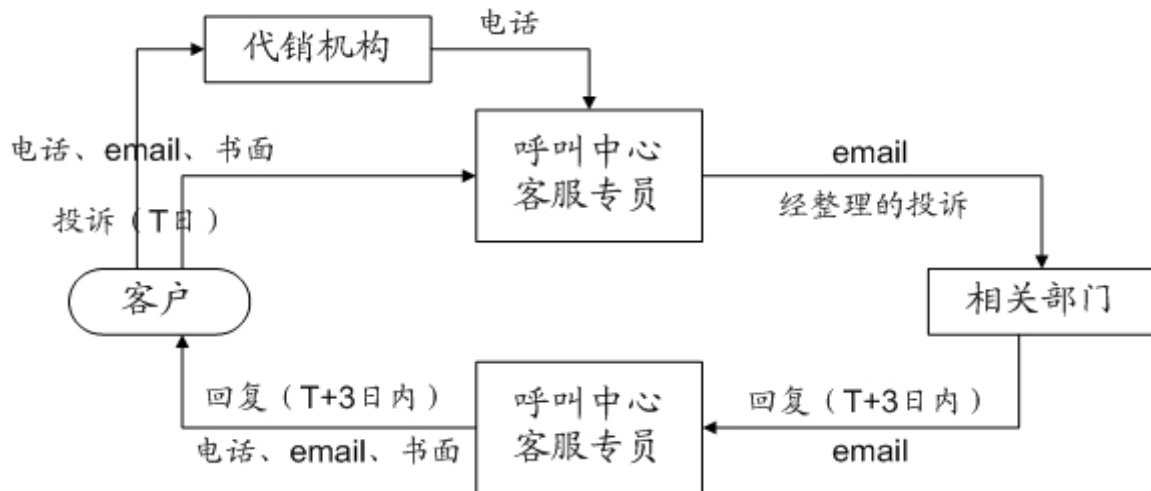 代销机构
电话
电话、email、书面
呼叫中心
客服专员
email
经整理的投诉
投诉（T日）
客户
相关部门
回复（T+3日内）
电话、email、书面
呼叫中心
客服专员
回复（T+3日内）
email